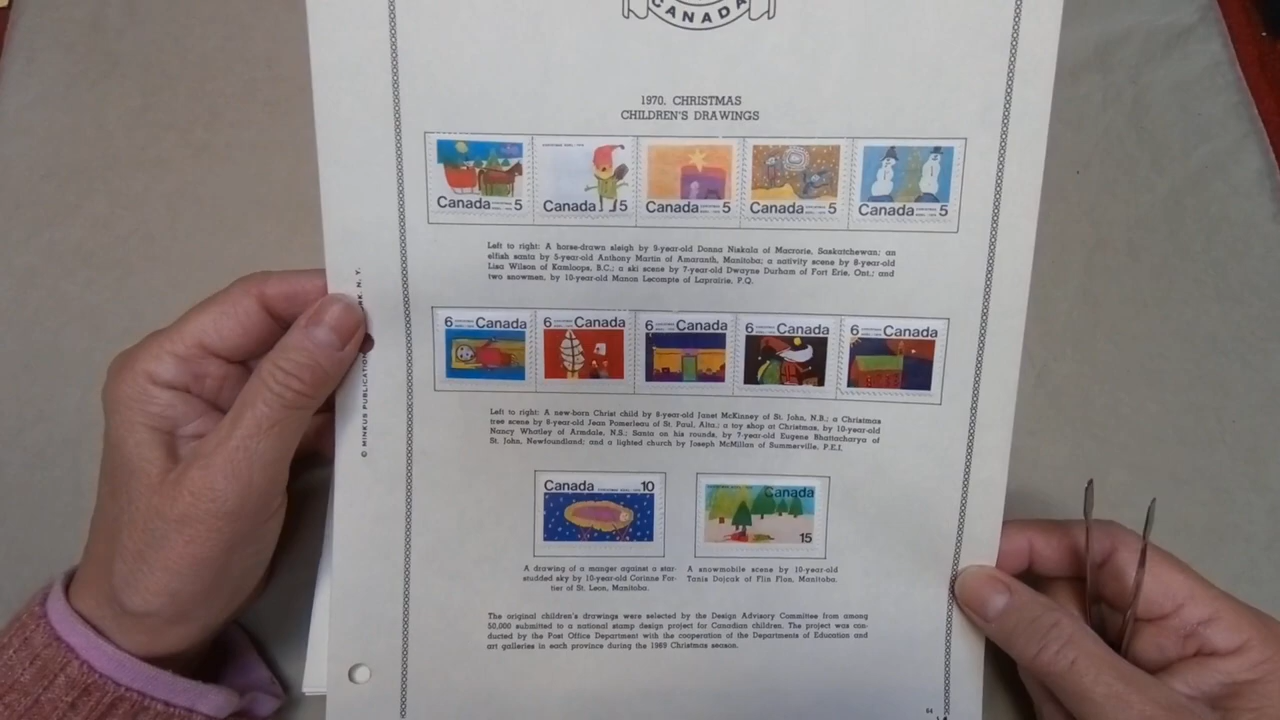 CANADA
1970. CHRISTMAS
CHILDREN'S DRAWINGS
Canada 5
Canada 5
Canada 5
Canada 5
Canada 5
Left to right: A horse-drawn sleigh by 9-year-old Donna Niskala of Macrorie, Saskatchewan; an
elfish santa by 5-year-old Anthony Martin of Amaranth, Manitoba; a nativity scene by 8-year-old
Lisa Wilson of Kamloops, B.C.; a ski scene by 7-year-old Dwayne Durham of Fort Erie, Ont.; and
two snowmen, by 10-year-old Manon Lecompte of Laprairie, P.Q.
6 Canada
6 Canada
6 Canada
6 Canada
6 Canada
Left to right: A new-born Christ child by 8-year-old Janet McKinney of St. John, N.B.; a Christmas
tree scene by 8-year-old Jean Pomerleau of St. Paul, Alta.; a toy shop at Christmas, by 10-year-old
Nancy Whatley of Armdale, N.S.; Santa on his rounds, by 7-year-old Eugene Bhattacharya of
St. John, Newfoundland; and a lighted church by Joseph McMillan of Summerville, P.E.I.
Canada 10
Canada
15
A drawing of a manger against a star-
studded sky by 10-year-old Corinne For-
tier of St. Leon, Manitoba.
A snowmobile scene by 10-year-old
Tonis Dojcak of Flin Flon, Manitoba.
The original children's drawings were selected by the Design Advisory Committee from among
50,000 submitted to a national stamp design project for Canadian children. The project was con-
ducted by the Post Office Department with the cooperation of the Departments of Education and
art galleries in each province during the 1969 Christmas season.
© MINKUS PUBLICATION RK, N. Y.
64